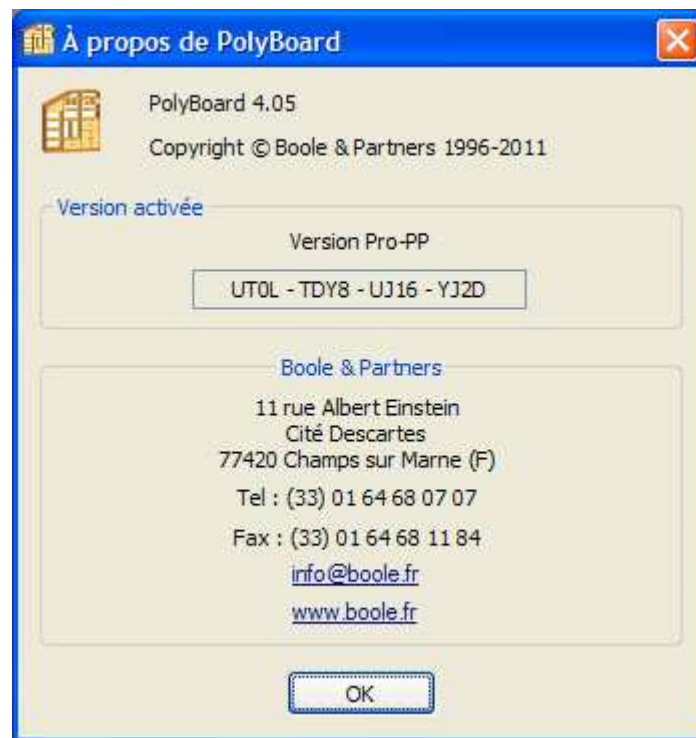 À propos de PolyBoard
PolyBoard 4.05
Copyright © Boole & Partners 1996-2011
Version activée
Version Pro-PP
UT0L - TDY8 - UJ16 - YJ2D
Boole & Partners
11 rue Albert Einstein
Cité Descartes
77420 Champs sur Marne (F)
Tel : (33) 01 64 68 07 07
Fax : (33) 01 64 68 11 84
info@boole.fr
www.boole.fr
OK